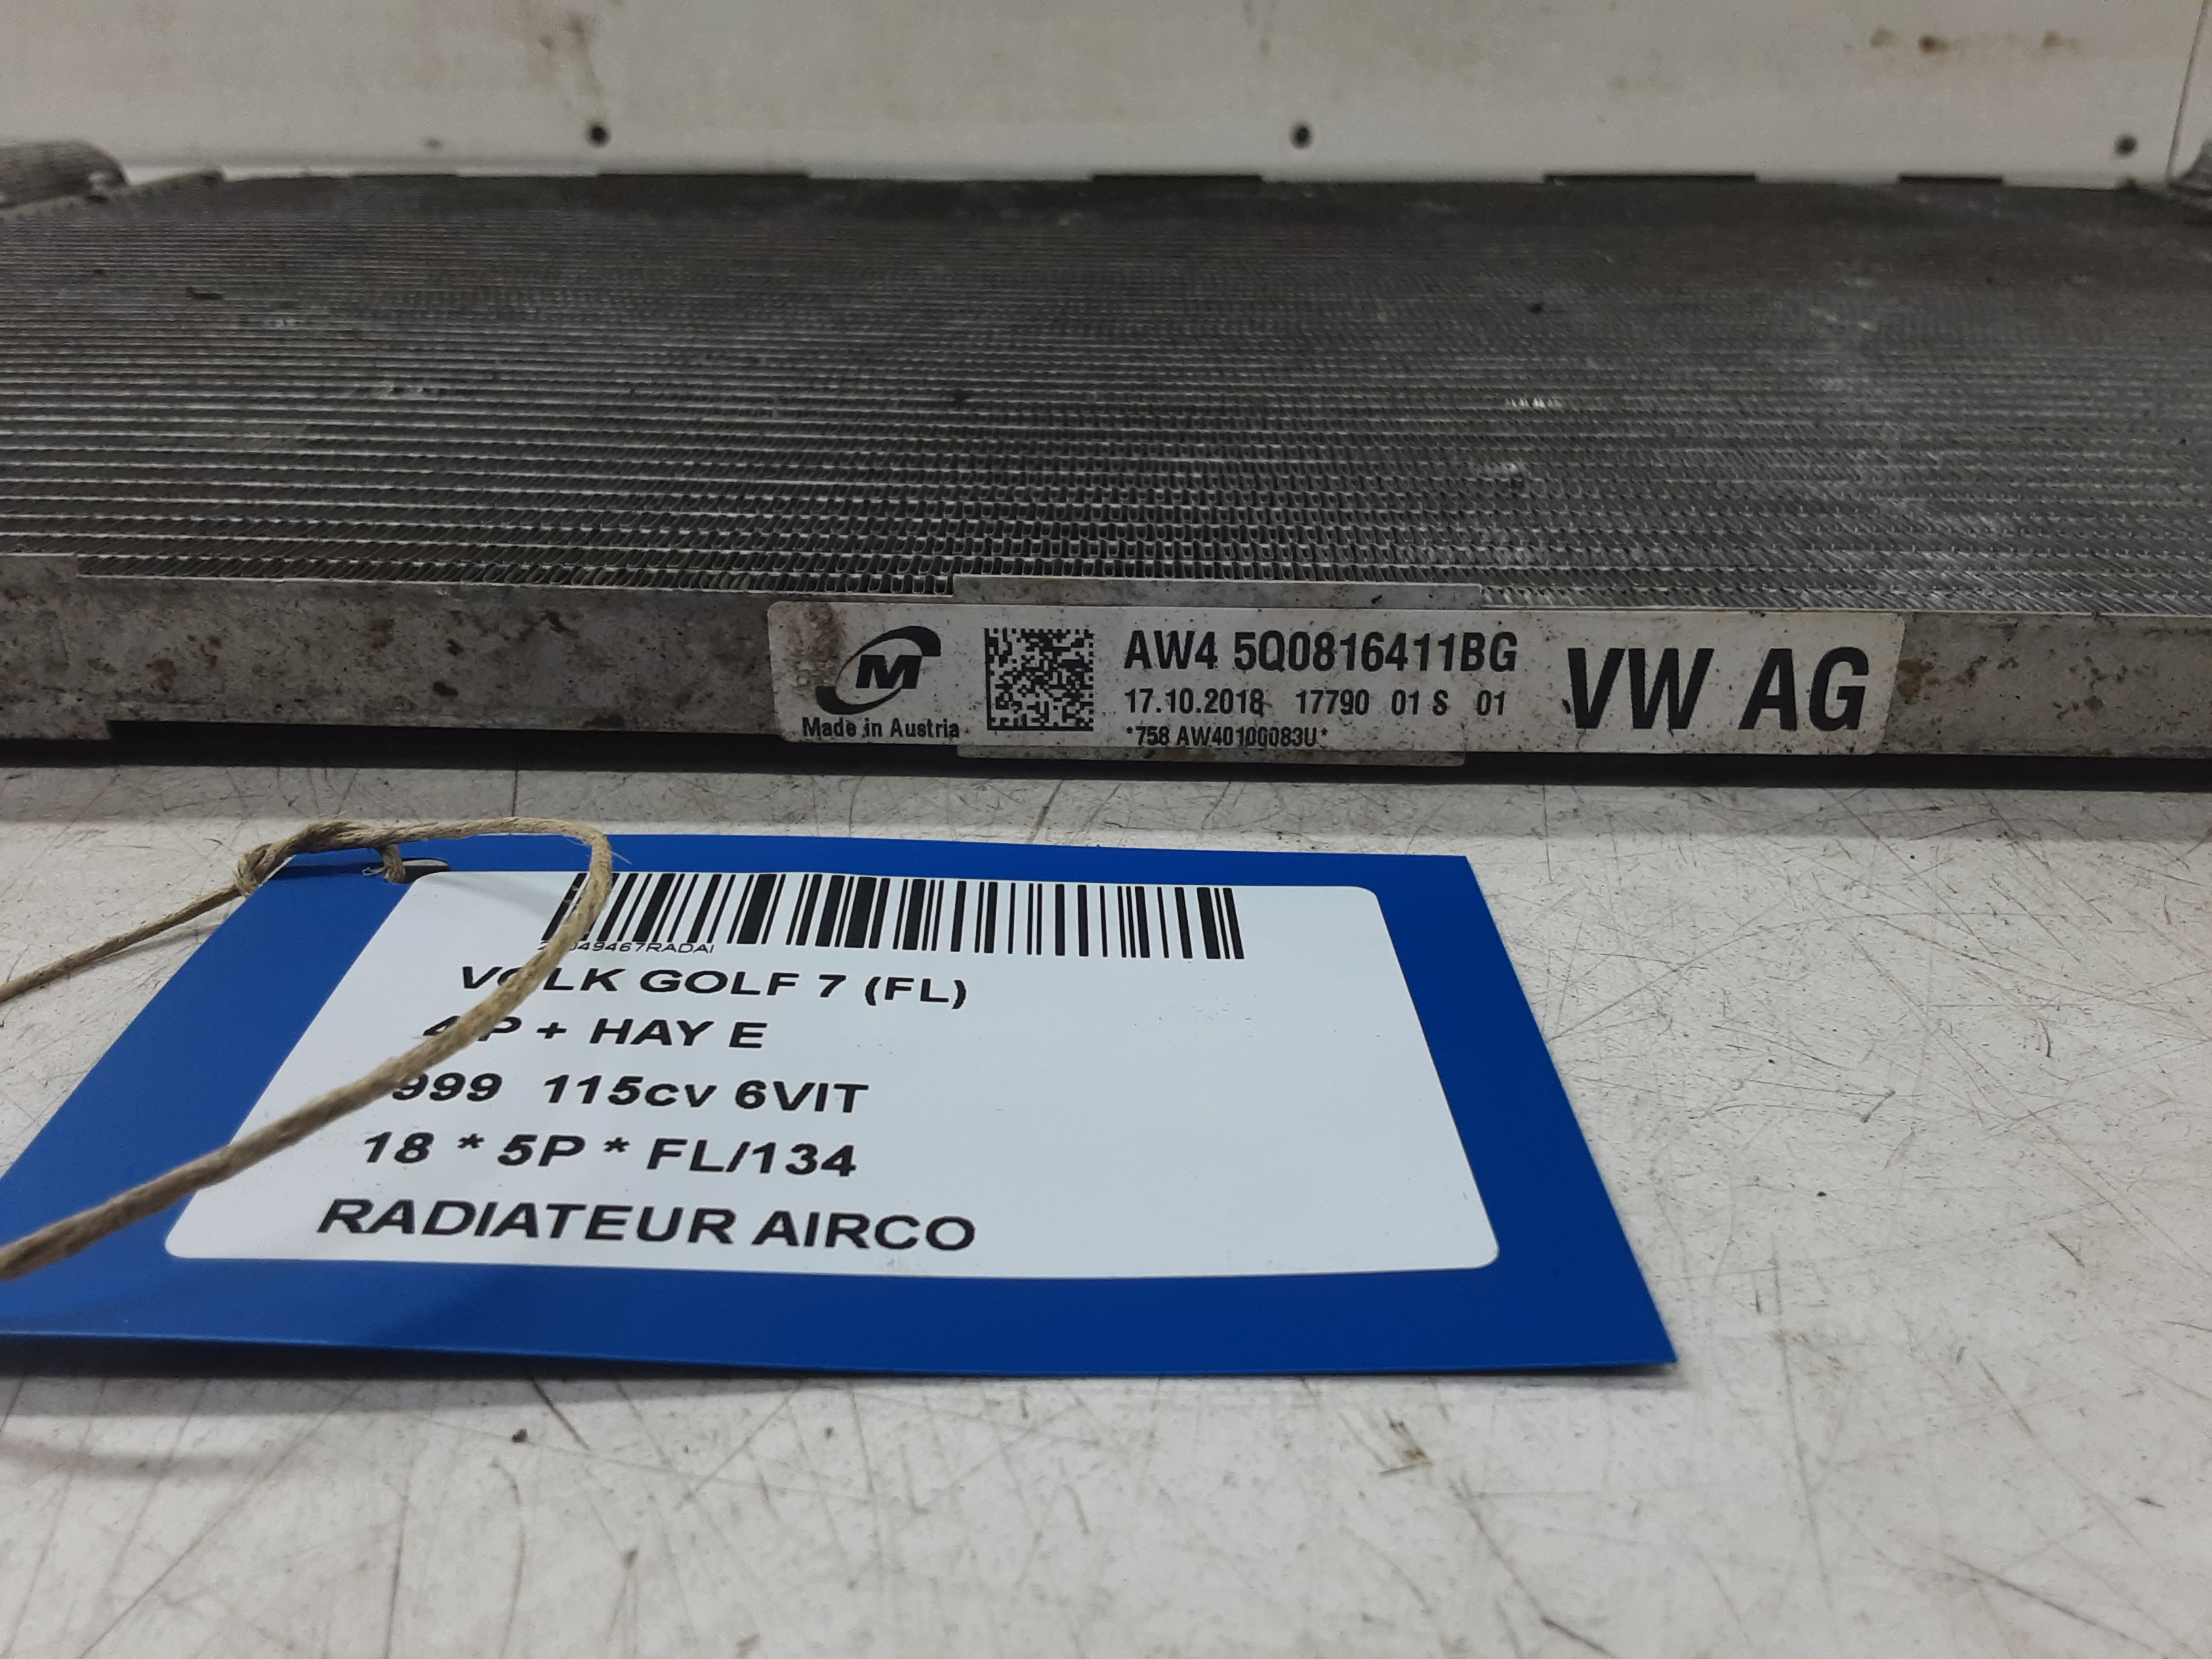 M
Made in Austria
AW4 5Q0816411BG
17.10.2018 17790 01 S 01
*758 AW40100083U*
VW AG
VOLK GOLF 7 (FL)
P + HAY E
999 115cv 6VIT
18 * 5P * FL/134
RADIATEUR AIRCO